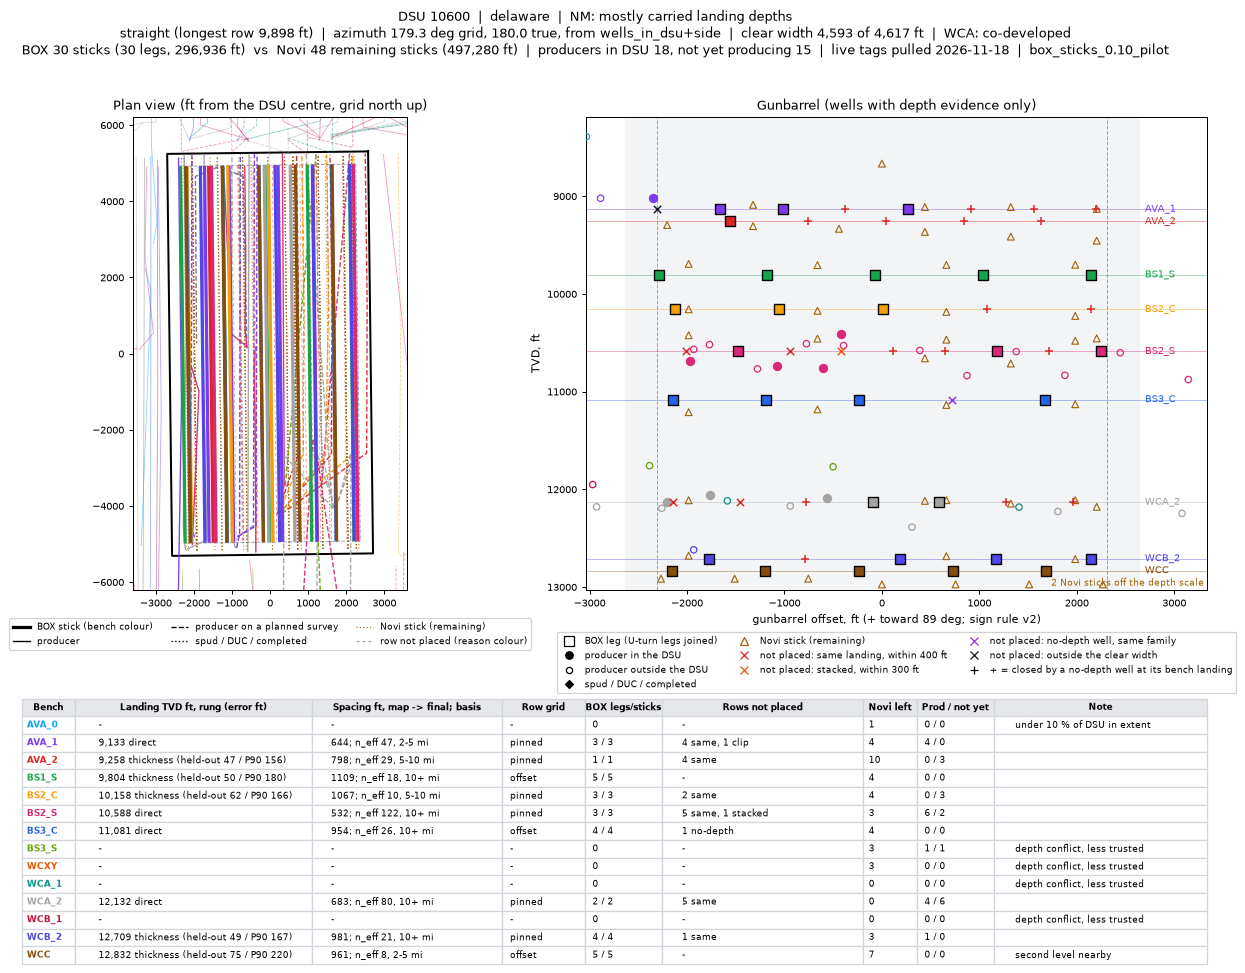 DSU 10600 | delaware | NM: mostly carried landing depths
straight (longest row 9,898 ft) | azimuth 179.3 deg grid, 180.0 true, from wells_in_dsu+side | clear width 4,593 of 4,617 ft | WCA: co-developed
BOX 30 sticks (30 legs, 296,936 ft) vs Novi 48 remaining sticks (497,280 ft) | producers in DSU 18, not yet producing 15 | live tags pulled 2026-11-18 | box_sticks_0.10_pilot
Plan view (ft from the DSU centre, grid north up)
6000
4000
2000
0
−2000
−4000
−6000
−3000 −2000 −1000 0 1000 2000 3000
BOX stick (bench colour)
producer
producer on a planned survey
spud / DUC / completed
Novi stick (remaining)
row not placed (reason colour)
Gunbarrel (wells with depth evidence only)
TVD, ft
9000
10000
11000
12000
13000
AVA_1
AVA_2
BS1_S
BS2_C
BS2_S
BS3_C
WCA_2
WCB_2
WCC
2 Novi sticks off the depth scale
−3000 −2000 −1000 0 1000 2000 3000
gunbarrel offset, ft (+ toward 89 deg; sign rule v2)
BOX leg (U-turn legs joined)
producer in the DSU
producer outside the DSU
spud / DUC / completed
Novi stick (remaining)
not placed: same landing, within 400 ft
not placed: stacked, within 300 ft
not placed: no-depth well, same family
not placed: outside the clear width
+ = closed by a no-depth well at its bench landing
Bench Landing TVD ft, rung (error ft) Spacing ft, map -> final; basis Row grid BOX legs/sticks Rows not placed Novi left Prod / not yet Note
AVA_0 - - - 0 - 1 0 / 0 under 10 % of DSU in extent
AVA_1 9,133 direct 644; n_eff 47, 2-5 mi pinned 3 / 3 4 same, 1 clip 4 4 / 0
AVA_2 9,258 thickness (held-out 47 / P90 156) 798; n_eff 29, 5-10 mi pinned 1 / 1 4 same 10 0 / 3
BS1_S 9,804 thickness (held-out 50 / P90 180) 1109; n_eff 18, 10+ mi offset 5 / 5 - 4 0 / 0
BS2_C 10,158 thickness (held-out 62 / P90 166) 1067; n_eff 10, 5-10 mi pinned 3 / 3 2 same 4 0 / 3
BS2_S 10,588 direct 532; n_eff 122, 10+ mi pinned 3 / 3 5 same, 1 stacked 3 6 / 2
BS3_C 11,081 direct 954; n_eff 26, 10+ mi offset 4 / 4 1 no-depth 4 0 / 0
BS3_S - - - 0 - 3 1 / 1 depth conflict, less trusted
WCXY - - - 0 - 3 0 / 0 depth conflict, less trusted
WCA_1 - - - 0 - 0 0 / 0 depth conflict, less trusted
WCA_2 12,132 direct 683; n_eff 80, 10+ mi pinned 2 / 2 5 same 0 4 / 6
WCB_1 - - - 0 - 0 0 / 0 depth conflict, less trusted
WCB_2 12,709 thickness (held-out 49 / P90 167) 981; n_eff 21, 10+ mi pinned 4 / 4 1 same 3 1 / 0
WCC 12,832 thickness (held-out 75 / P90 220) 961; n_eff 8, 2-5 mi offset 5 / 5 - 7 0 / 0 second level nearby